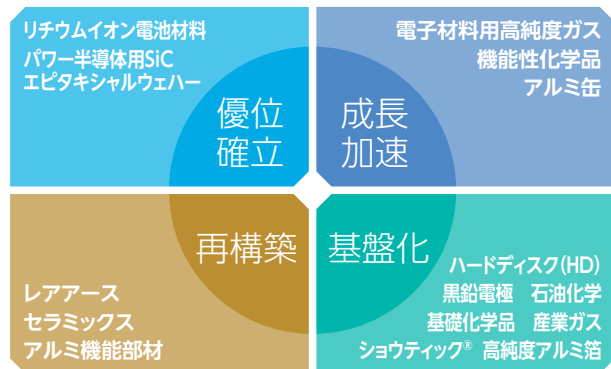 リチウムイオン電池材料
パワー半導体用SiC
エピタキシャルウェハー
優位
確立
電子材料用高純度ガス
機能性化学品
アルミ缶
成長
加速
再構築
レアアース
セラミックス
アルミ機能部材
基盤化
ハードディスク(HD)
黒鉛電極 石油化学
基礎化学品 産業ガス
ショウティック® 高純度アルミ箔